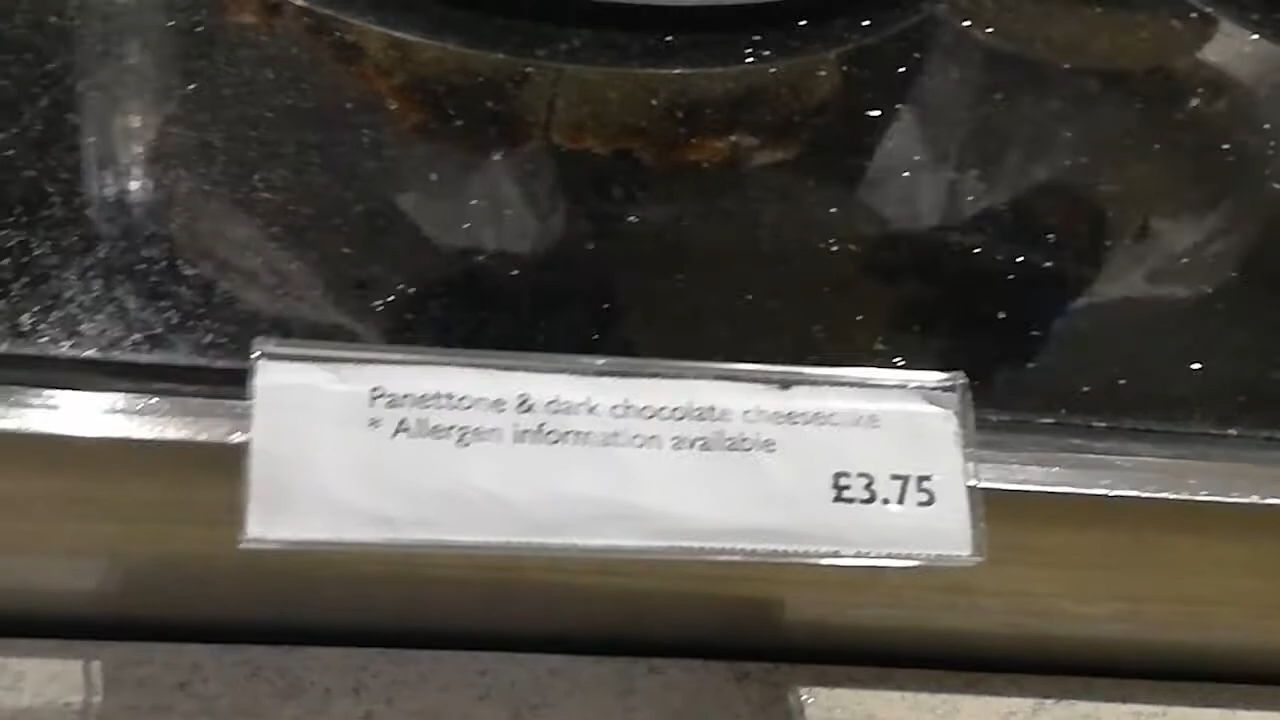 Panettone & dark chocolate cheesecake
* Allergen information available
£3.75